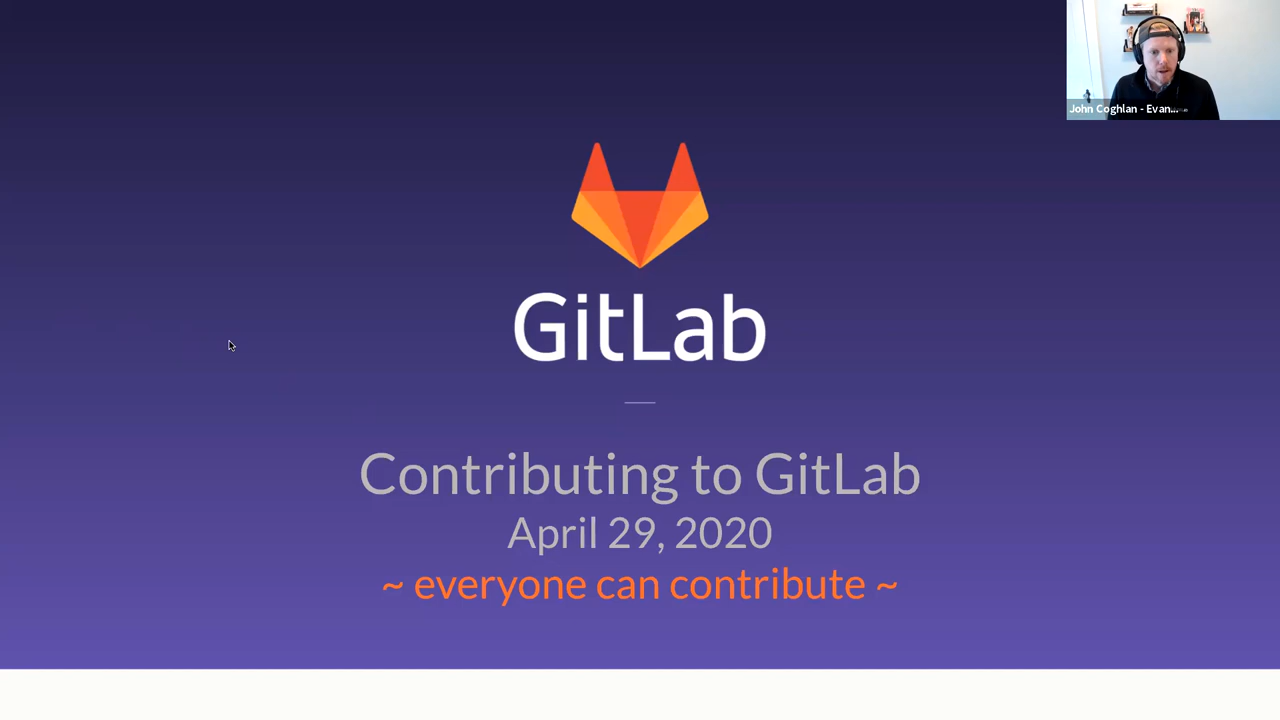 John Coghlan - Evan...
GitLab
Contributing to GitLab
April 29, 2020
~ everyone can contribute ~